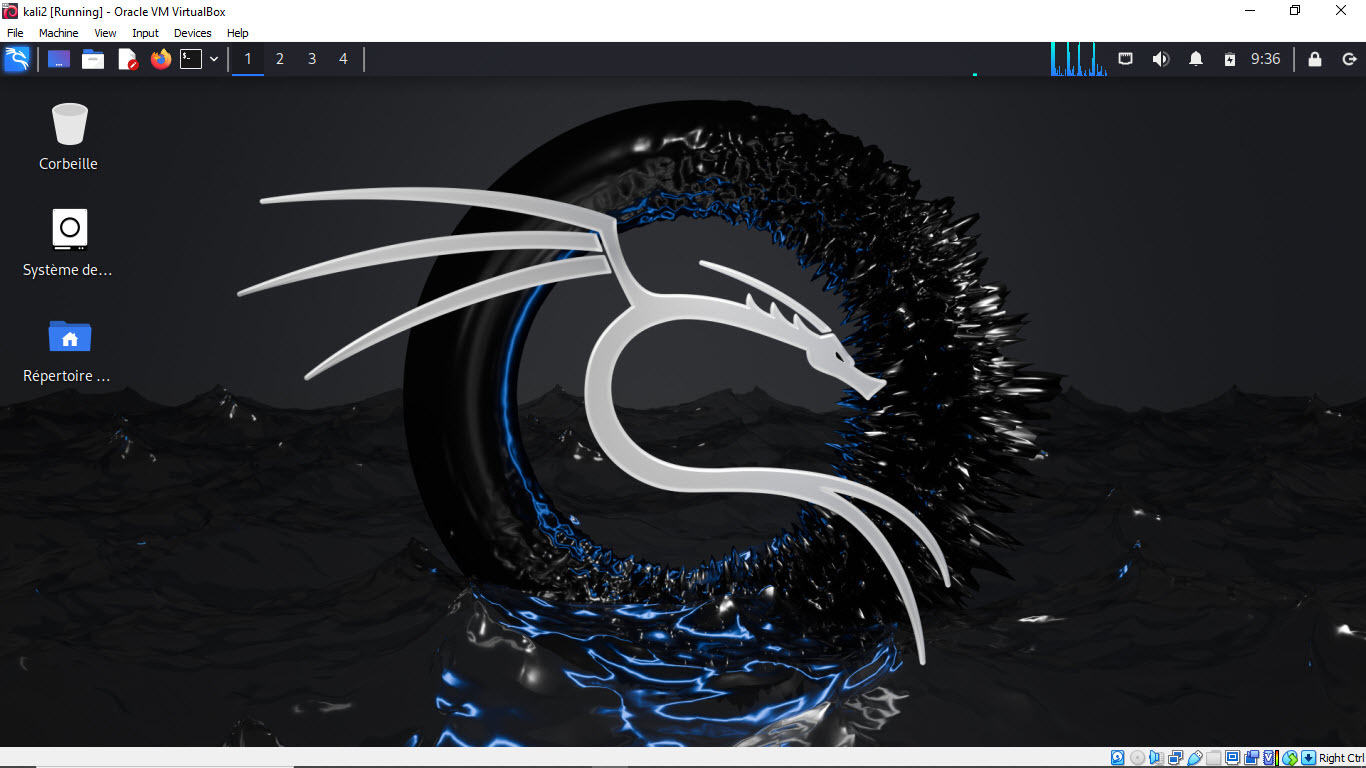 kali2 [Running] - Oracle VM VirtualBox
File Machine View Input Devices Help
1 2 3 4 9:36
Corbeille
Système de...
Répertoire ...
Right Ctrl